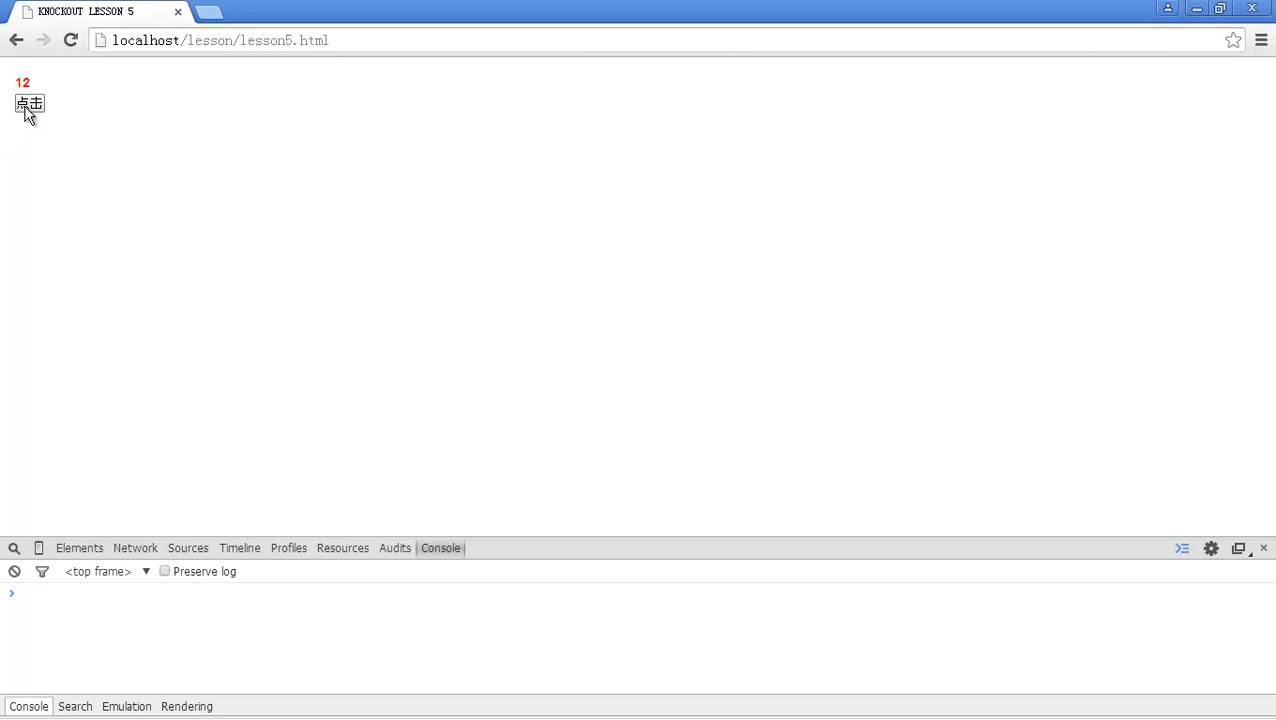 KNOCKOUT LESSON 5
localhost/lesson/lesson5.html
12
点击
Elements Network Sources Timeline Profiles Resources Audits Console
<top frame> Preserve log
Console Search Emulation Rendering